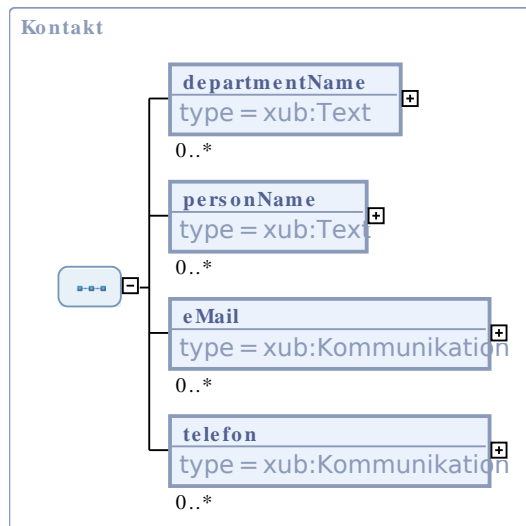 Kontakt
departmentName
type = xub:Text
0..*
personName
type = xub:Text
0..*
eMail
type = xub:Kommunikation
0..*
telefon
type = xub:Kommunikation
0..*